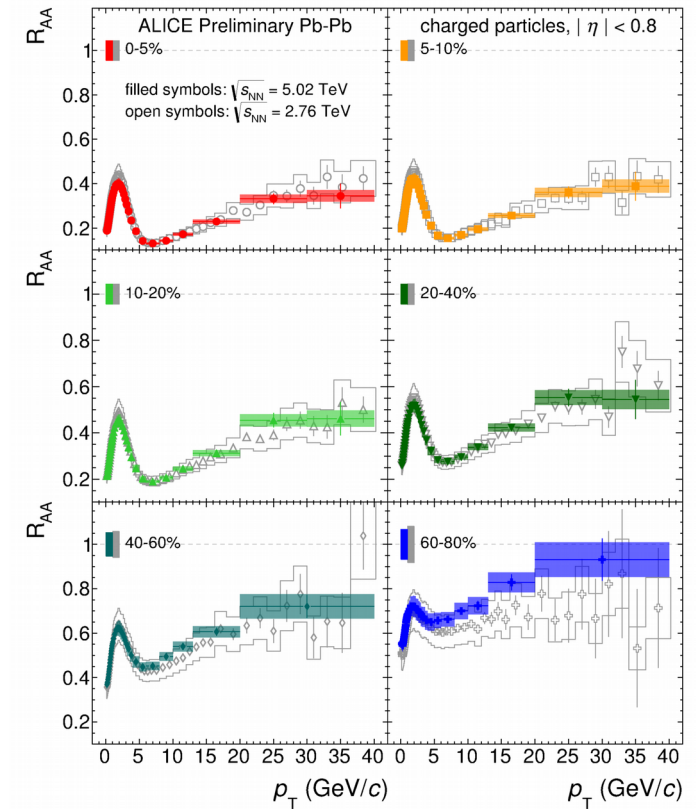 R_AA
ALICE Preliminary Pb-Pb
charged particles, | η | < 0.8
1
0-5%
5-10%
filled symbols: √s_NN = 5.02 TeV
open symbols: √s_NN = 2.76 TeV
0.8
0.6
0.4
0.2
R_AA
1
10-20%
20-40%
0.8
0.6
0.4
0.2
R_AA
1
40-60%
60-80%
0.8
0.6
0.4
0.2
0 5 10 15 20 25 30 35 40
0 5 10 15 20 25 30 35 40
p_T (GeV/c)
p_T (GeV/c)